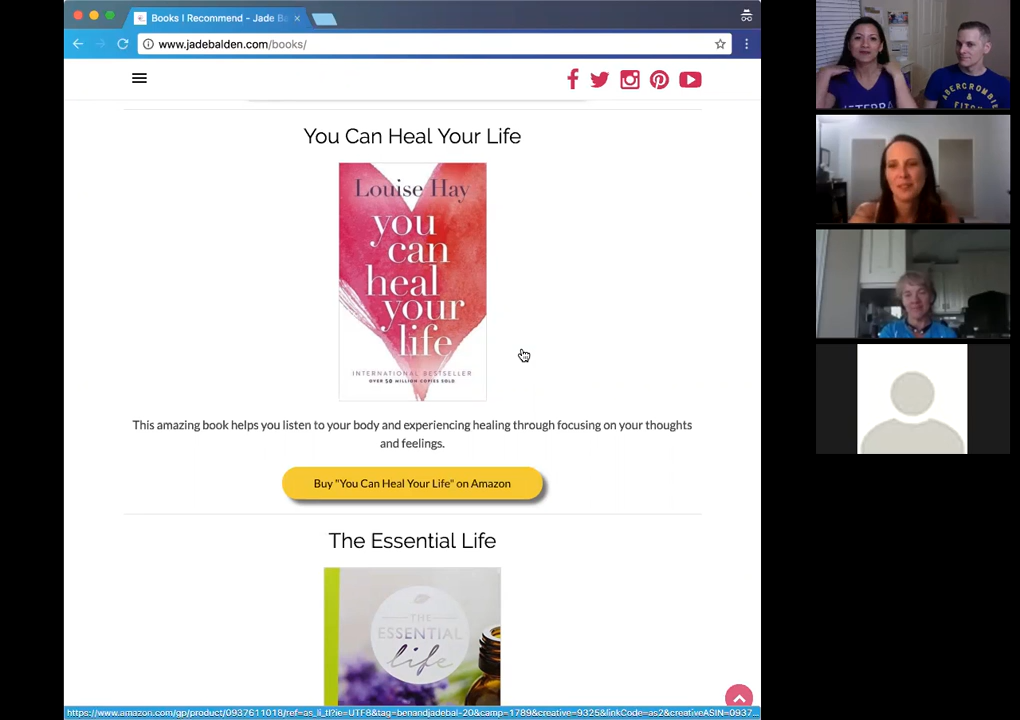 Books I Recommend - Jade Ba
www.jadebalden.com/books/
You Can Heal Your Life
Louise Hay
you
can
heal
your
life
INTERNATIONAL BESTSELLER
OVER 50 MILLION COPIES SOLD
This amazing book helps you listen to your body and experiencing healing through focusing on your thoughts
and feelings.
Buy "You Can Heal Your Life" on Amazon
The Essential Life
THE
ESSENTIAL
life
https://www.amazon.com/gp/product/0937611018/ref=as_li_tl?ie=UTF8&tag=benandjadebal-20&camp=1789&creative=9325&linkCode=as2&creativeASIN=0937...
ABERCROMBIE
&